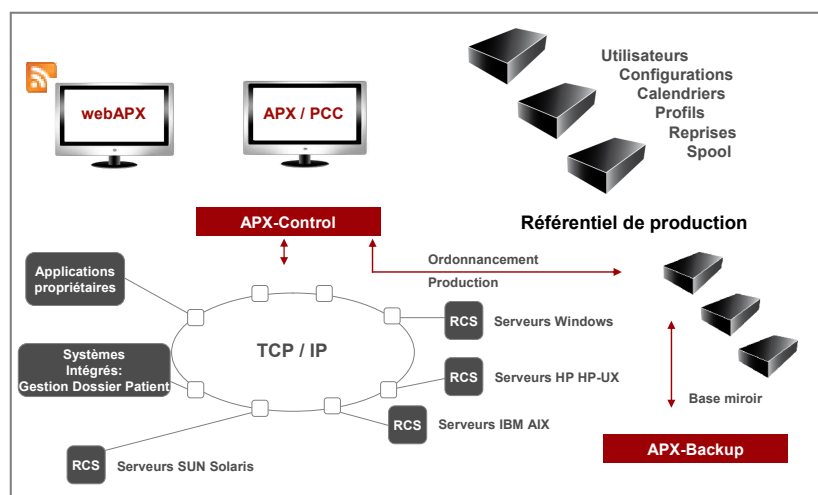 webAPX
APX / PCC
Utilisateurs
Configurations
Calendriers
Profils
Reprises
Spool
APX-Control
Référentiel de production
Applications
propriétaires
Ordonnancement
Production
TCP / IP
RCS
Serveurs Windows
Systèmes
Intégrés:
Gestion Dossier Patient
RCS
Serveurs HP HP-UX
Base miroir
RCS
Serveurs IBM AIX
APX-Backup
RCS
Serveurs SUN Solaris